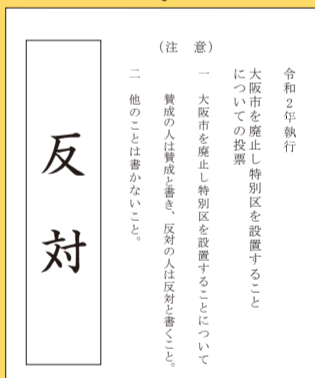 令和2年執行
大阪市を廃止し特別区を設置すること
についての投票
（注　意）
一　大阪市を廃止し特別区を設置することについて
賛成の人は賛成と書き、反対の人は反対と書くこと。
二　他のことは書かないこと。
反対